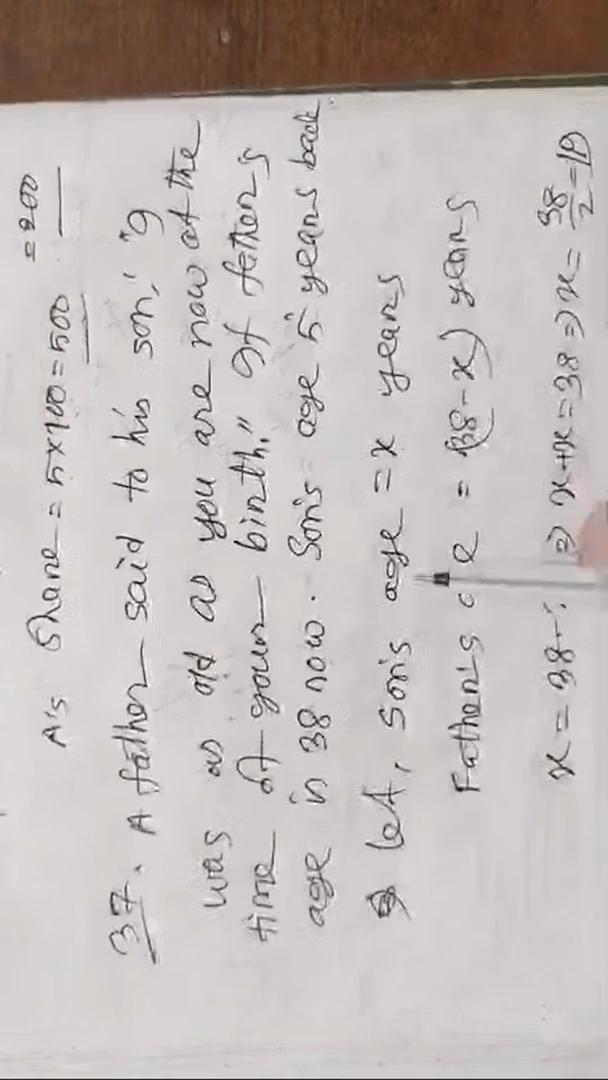 = 200
A's Share = 5×100 = 500
37. A father said to his son, "I
was as old as you are now at the
time of your birth." If father's
age is 38 now. Son's age 5 years back
Let, Son's age = x years
Father's e = (38-x) years
x = 38- ⇒ x+x = 38 ⇒ x = 38/2 = 19